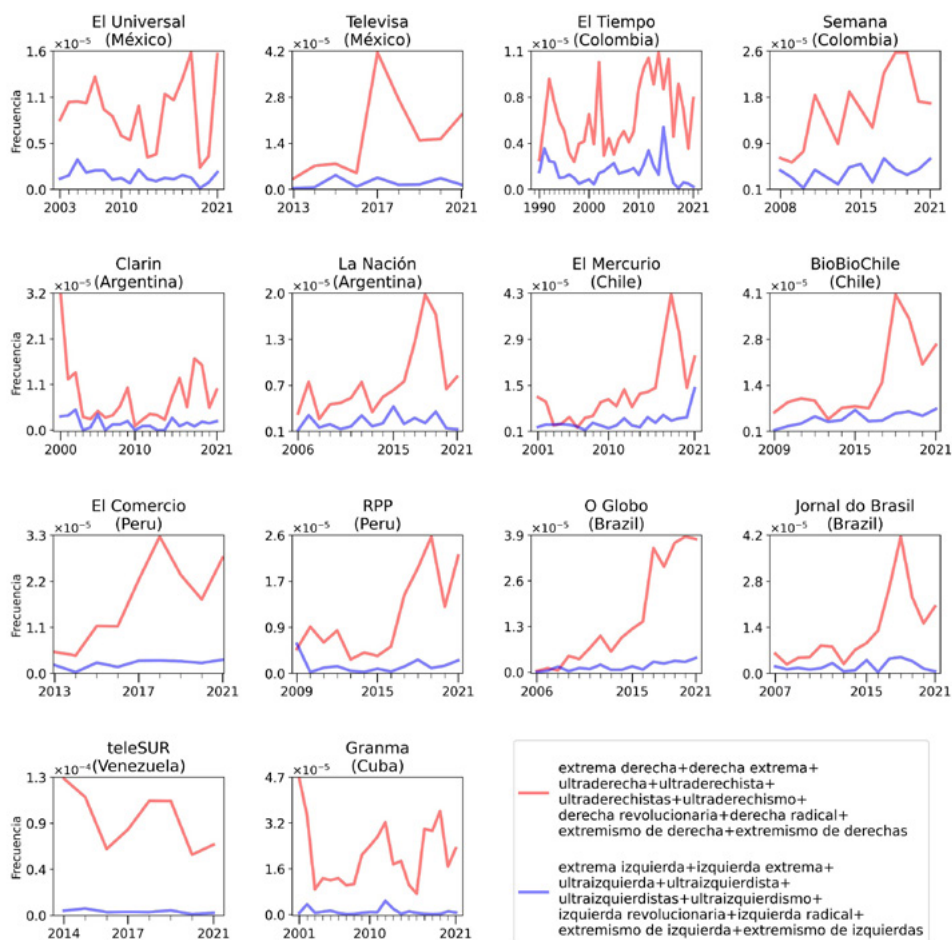 El Universal
(México)
Televisa
(México)
El Tiempo
(Colombia)
Semana
(Colombia)
×10⁻⁵
1.6
1.1
0.5
0.0
Frecuencia
2003
2010
2021
×10⁻⁵
4.2
2.8
1.4
0.0
2013
2017
2021
×10⁻⁵
1.1
0.8
0.4
0.0
1990
2000
2010
2021
×10⁻⁵
2.6
1.8
0.9
0.1
2008
2015
2021
Clarin
(Argentina)
La Nación
(Argentina)
El Mercurio
(Chile)
BioBioChile
(Chile)
×10⁻⁵
3.2
2.1
1.1
0.0
Frecuencia
2000
2010
2021
×10⁻⁵
2.0
1.3
0.7
0.1
2006
2015
2021
×10⁻⁵
4.3
2.9
1.5
0.1
2001
2010
2021
×10⁻⁵
4.1
2.8
1.5
0.1
2009
2015
2021
El Comercio
(Peru)
RPP
(Peru)
O Globo
(Brazil)
Jornal do Brasil
(Brazil)
×10⁻⁵
3.3
2.2
1.1
0.0
Frecuencia
2013
2017
2021
×10⁻⁵
2.6
1.7
0.9
0.0
2009
2015
2021
×10⁻⁵
3.9
2.6
1.3
0.0
2006
2015
2021
×10⁻⁵
4.2
2.8
1.4
0.0
2007
2015
2021
teleSUR
(Venezuela)
Granma
(Cuba)
×10⁻⁴
1.3
0.9
0.4
0.0
Frecuencia
2014
2017
2021
×10⁻⁵
4.7
3.2
1.6
0.0
2001
2010
2021
extrema derecha+derecha extrema+
ultraderecha+ultraderechista+
ultraderechistas+ultraderechismo+
derecha revolucionaria+derecha radical+
extremismo de derecha+extremismo de derechas
extrema izquierda+izquierda extrema+
ultraizquierda+ultraizquierdista+
ultraizquierdistas+ultraizquierdismo+
izquierda revolucionaria+izquierda radical+
extremismo de izquierda+extremismo de izquierdas